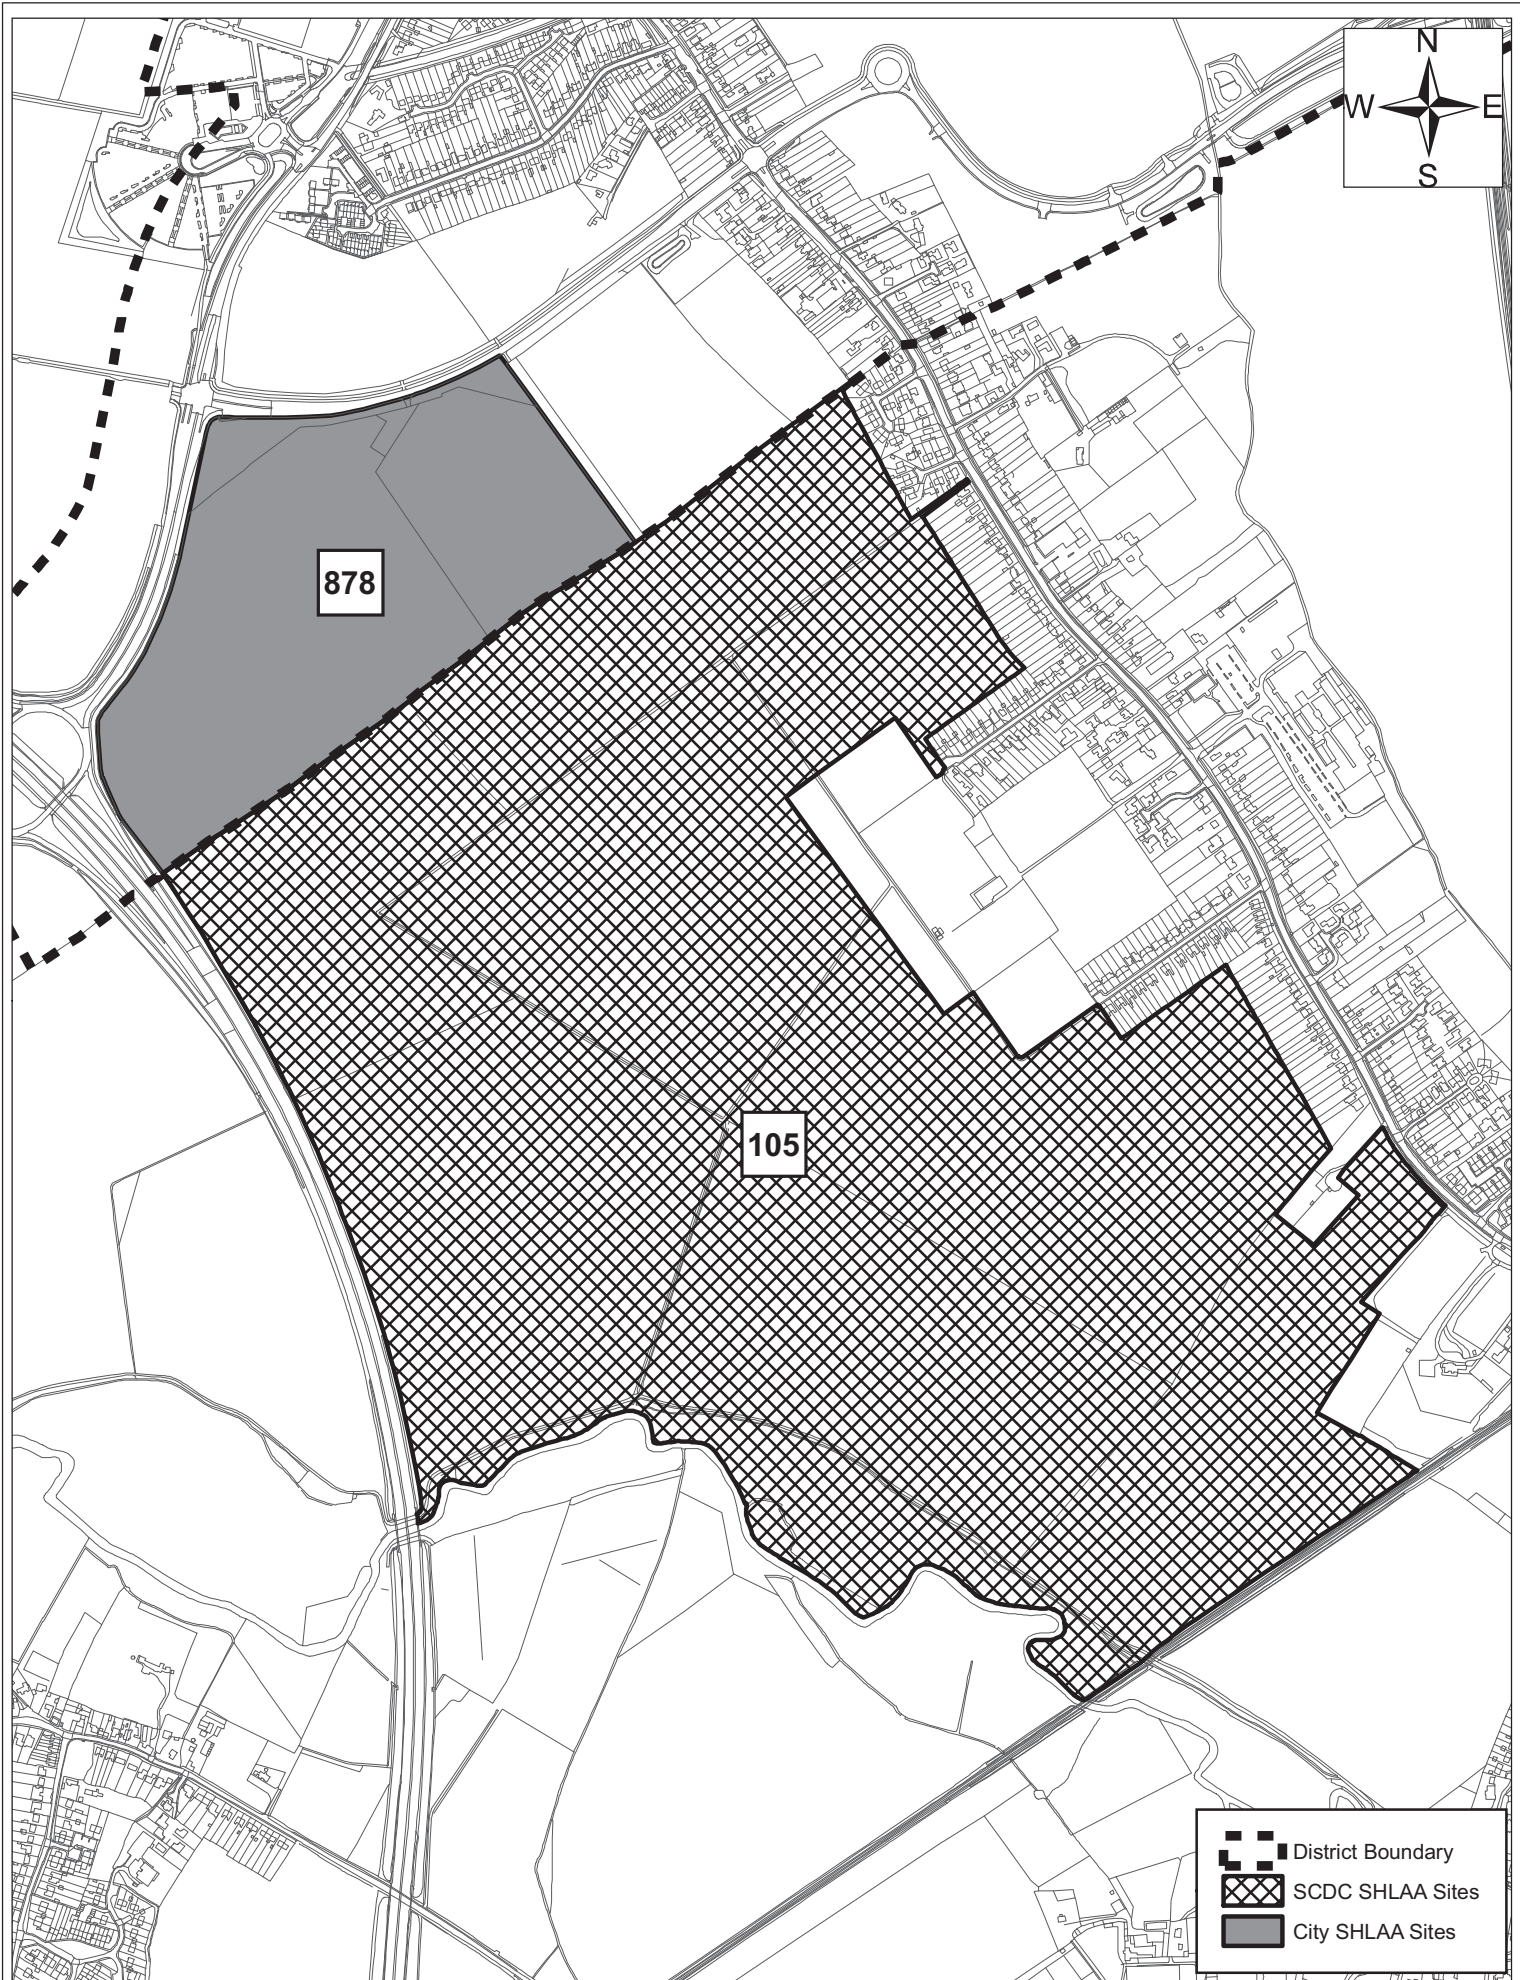 N
W E
S
878
105
District Boundary
SCDC SHLAA Sites
City SHLAA Sites